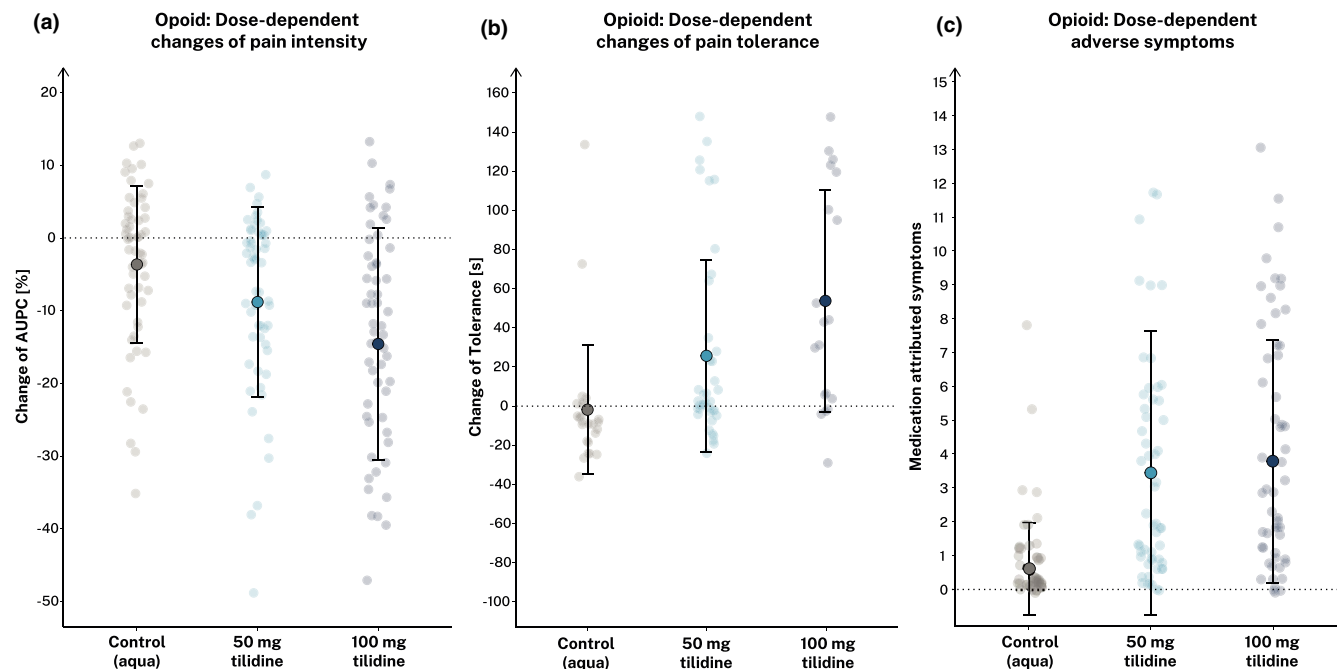 (a)
Opoid: Dose-dependent
changes of pain intensity
Change of AUPC [%]
20
10
0
-10
-20
-30
-40
-50
Control
(aqua)
50 mg
tilidine
100 mg
tilidine
(b)
Opioid: Dose-dependent
changes of pain tolerance
Change of Tolerance [s]
160
140
120
100
80
60
40
20
0
-20
-40
-60
-80
-100
Control
(aqua)
50 mg
tilidine
100 mg
tilidine
(c)
Opioid: Dose-dependent
adverse symptoms
Medication attributed symptoms
15
14
13
12
11
10
9
8
7
6
5
4
3
2
1
0
Control
(aqua)
50 mg
tilidine
100 mg
tilidine